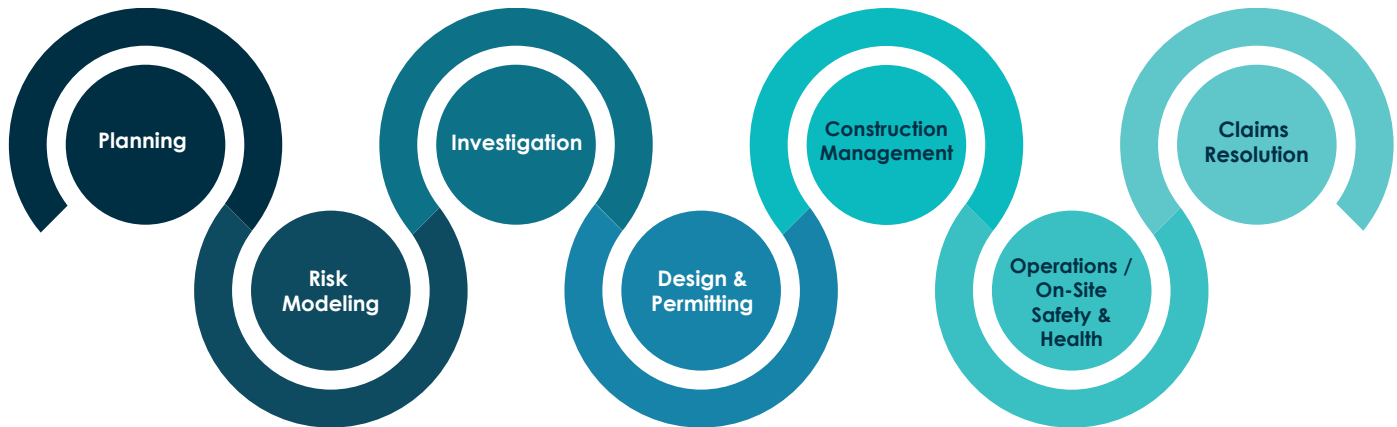 Planning
Risk
Modeling
Investigation
Design &
Permitting
Construction
Management
Operations /
On-Site
Safety &
Health
Claims
Resolution